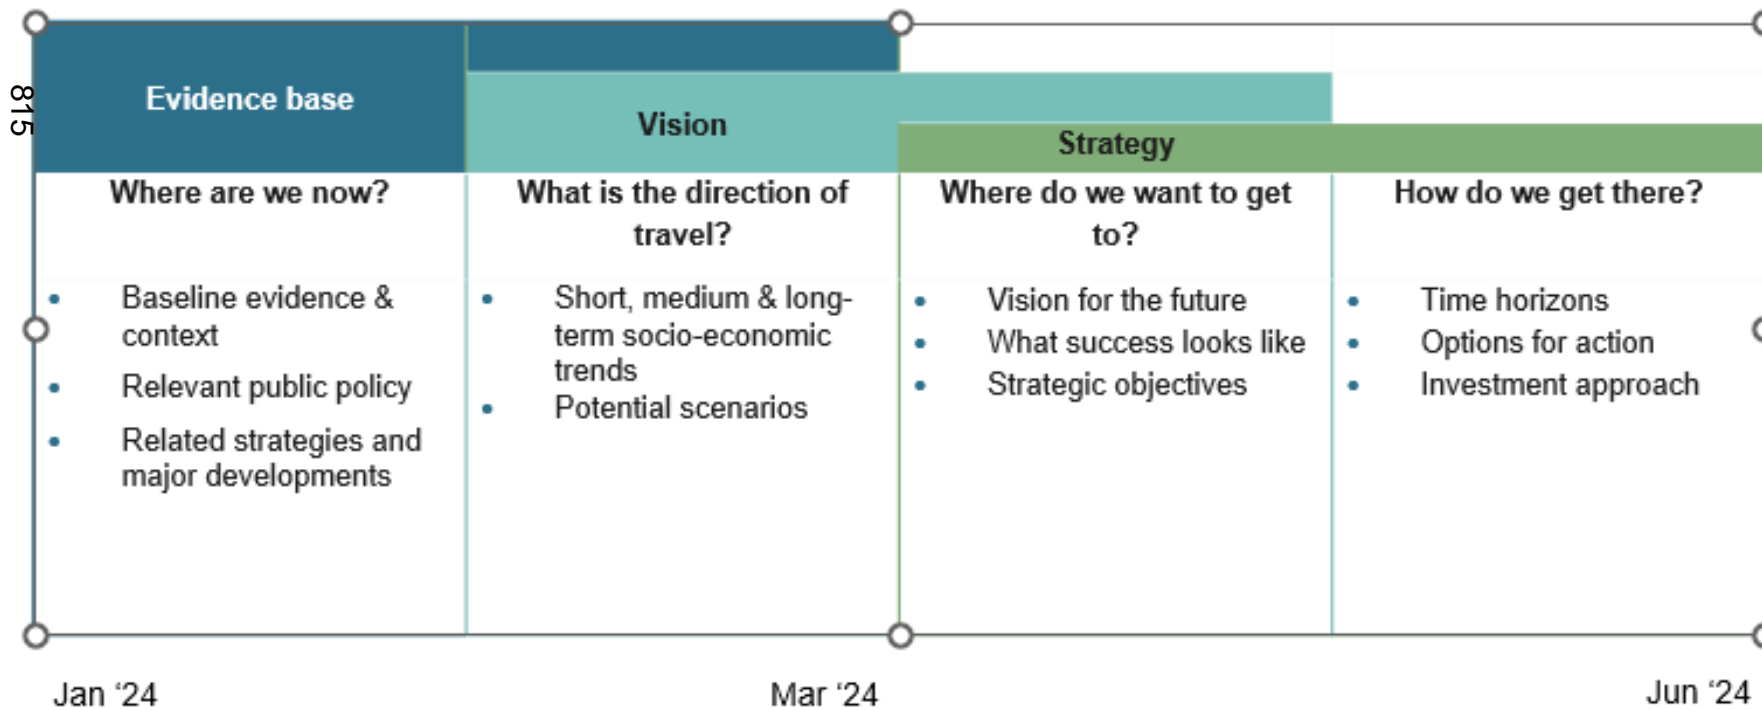 815
Evidence base
Vision
Strategy
Where are we now?
• Baseline evidence &
context
• Relevant public policy
• Related strategies and
major developments
What is the direction of
travel?
• Short, medium & long-
term socio-economic
trends
• Potential scenarios
Where do we want to get
to?
• Vision for the future
• What success looks like
• Strategic objectives
How do we get there?
• Time horizons
• Options for action
• Investment approach
Jan ‘24
Mar ‘24
Jun ‘24